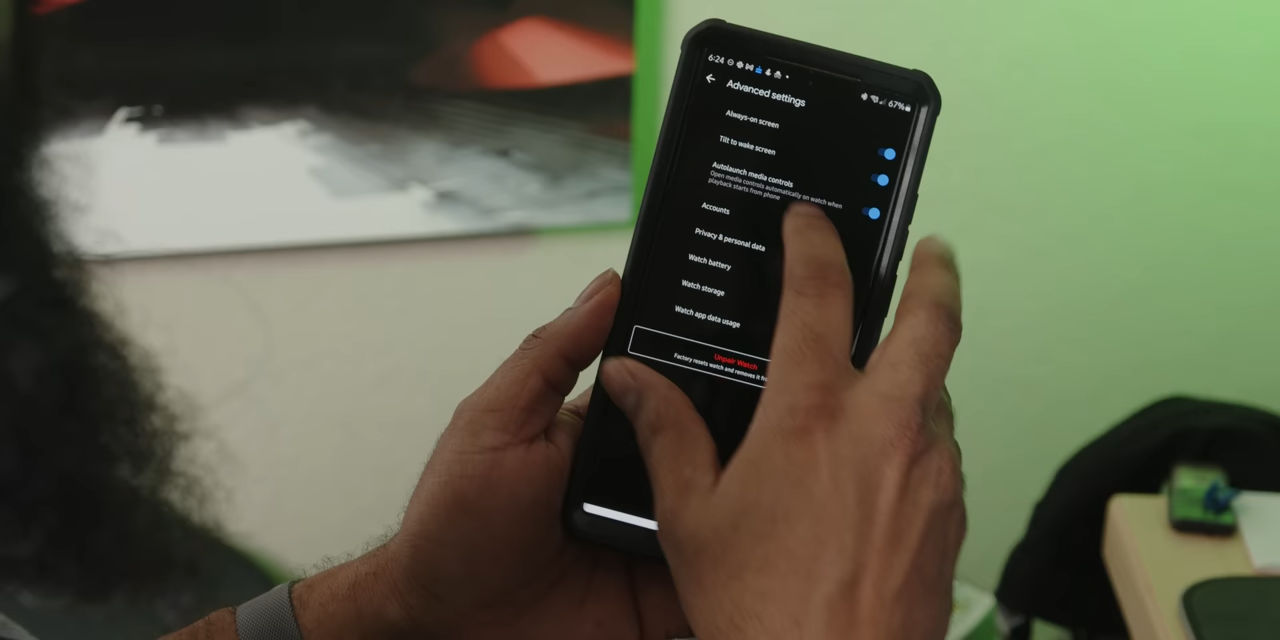 6:24
67%
Advanced settings
Always-on screen
Tilt to wake screen
Autolaunch media controls
Open media controls automatically on watch when
playback starts from phone
Accounts
Privacy & personal data
Watch battery
Watch storage
Watch app data usage
Unpair Watch
Factory resets watch and removes it